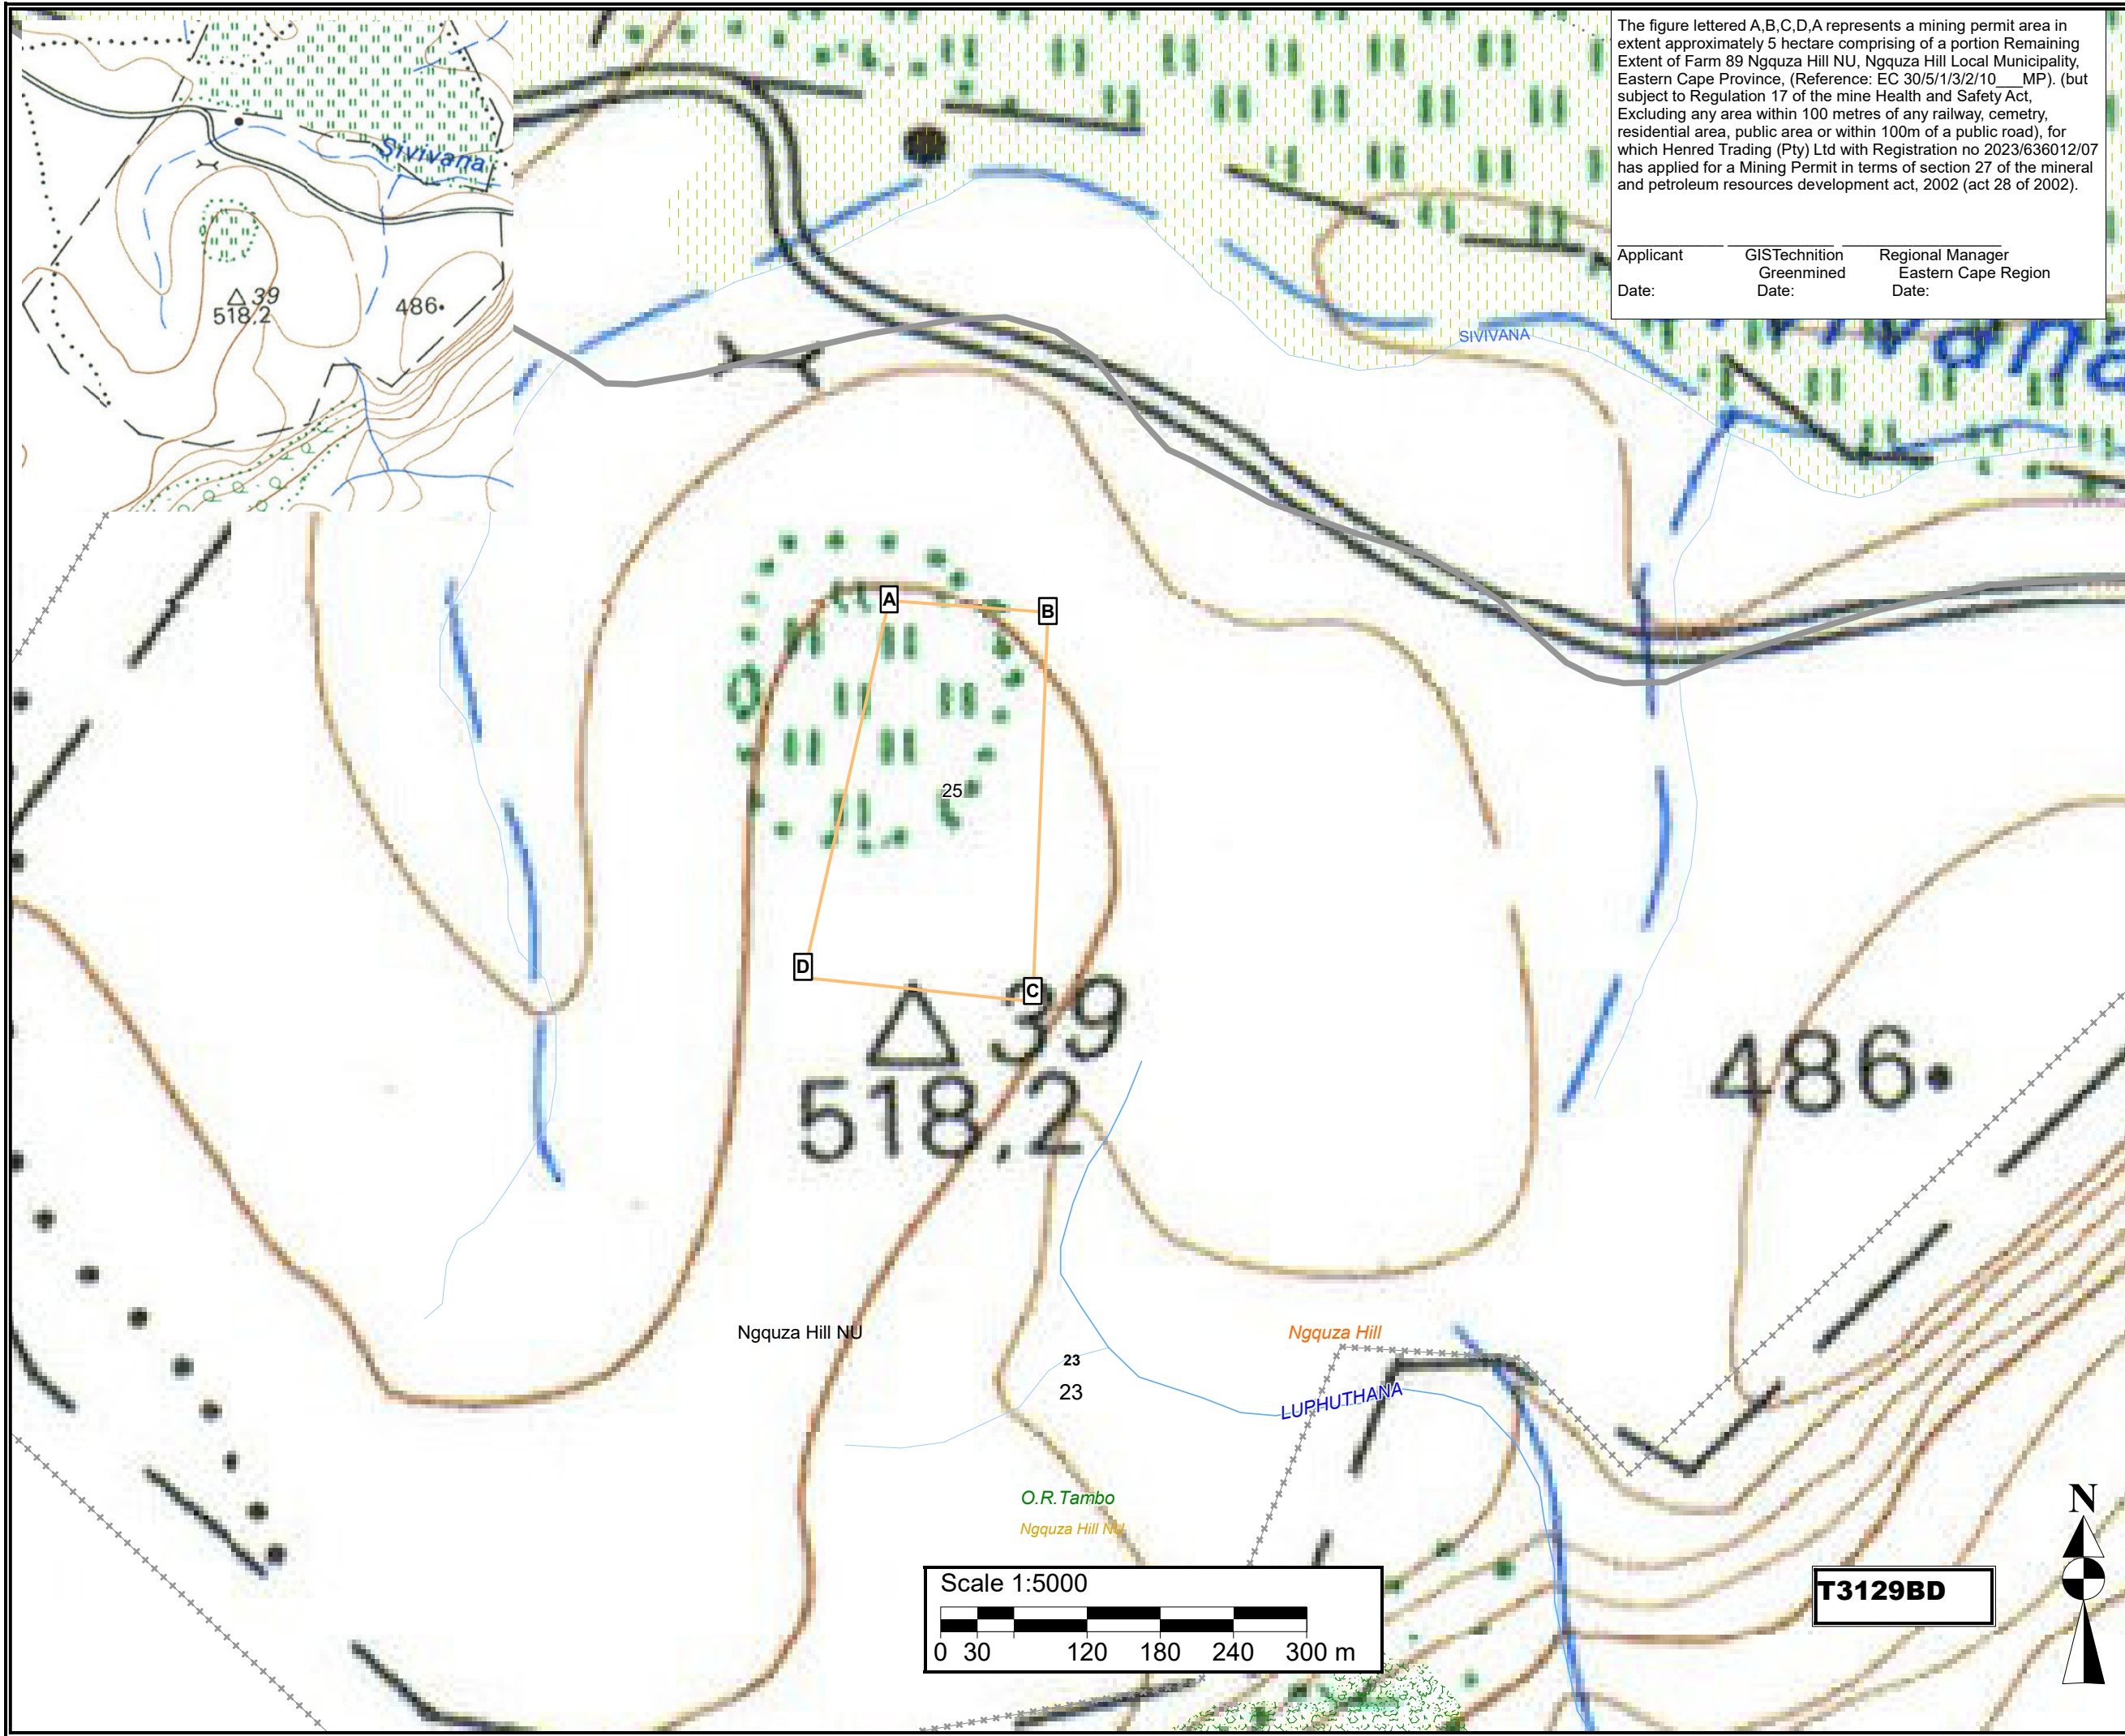 The figure lettered A,B,C,D,A represents a mining permit area in
extent approximately 5 hectare comprising of a portion Remaining
Extent of Farm 89 Ngquza Hill NU, Ngquza Hill Local Municipality,
Eastern Cape Province, (Reference: EC 30/5/1/3/2/10___MP). (but
subject to Regulation 17 of the mine Health and Safety Act,
Excluding any area within 100 metres of any railway, cemetry,
residential area, public area or within 100m of a public road), for
which Henred Trading (Pty) Ltd with Registration no 2023/636012/07
has applied for a Mining Permit in terms of section 27 of the mineral
and petroleum resources development act, 2002 (act 28 of 2002).
Applicant GISTechnition Regional Manager
Greenmined Eastern Cape Region
Date: Date: Date:
Sivivana
39
518,2
486
SIVIVANA
A
B
25
D
C
39
518,2
486
Ngquza Hill NU
Ngquza Hill
23
23
LUPHUTHANA
O.R.Tambo
Ngquza Hill NU
N
Scale 1:5000
0 30 120 180 240 300 m
T3129BD